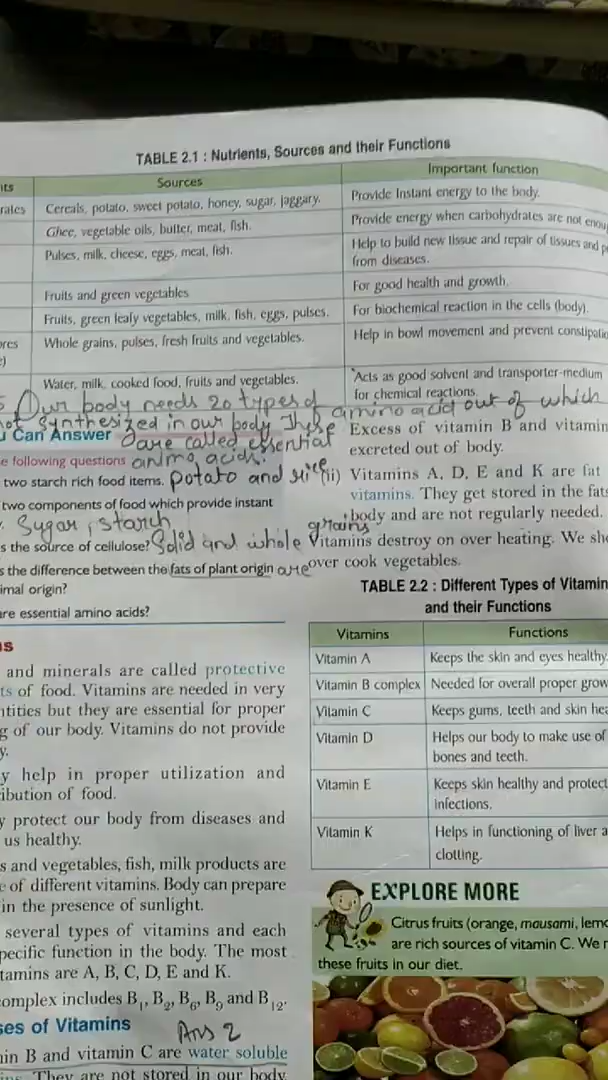 TABLE 2.1 : Nutrients, Sources and their Functions
Sources
Important function
Cereals, potato, sweet potato, honey, sugar, jaggary.
Provide Instant energy to the body.
Ghee, vegetable oils, butter, meat, fish.
Provide energy when carbohydrates are not
Pulses, milk, cheese, eggs, meat, fish.
Help to build new tissue and repair of tissues and
from diseases.
Fruits and green vegetables
For good health and growth.
Fruits, green leafy vegetables, milk, fish, eggs, pulses.
For biochemical reaction in the cells (body).
Whole grains, pulses, fresh fruits and vegetables.
Help in bowl movement and prevent
Water, milk, cooked food, fruits and vegetables.
Acts as good solvent and transporter-medium
for chemical reactions.
Our body needs 20 types of amino acid out of which
synthesized in our body These
are called essential
amino acids.
Can Answer
following questions
two starch rich food items. potato and rice
two components of food which provide instant
Sugar, starch
the source of cellulose? Solid and whole grains
the difference between the fats of plant origin are
origin?
are essential amino acids?
and minerals are called protective
of food. Vitamins are needed in very
but they are essential for proper
of our body. Vitamins do not provide
help in proper utilization and
of food.
protect our body from diseases and
us healthy.
and vegetables, fish, milk products are
of different vitamins. Body can prepare
in the presence of sunlight.
several types of vitamins and each
function in the body. The most
are A, B, C, D, E and K.
complex includes B1, B2, B6, B9 and B12.
of Vitamins
Ans 2
B and vitamin C are water soluble
They are not stored in our body
Excess of vitamin B and
excreted out of body.
(ii) Vitamins A, D, E and K are fat
vitamins. They get stored in the
body and are not regularly needed.
Vitamins destroy on over heating. We
over cook vegetables.
TABLE 2.2 : Different Types of
and their Functions
Vitamins
Functions
Vitamin A
Keeps the skin and eyes healthy.
Vitamin B complex
Needed for overall proper
Vitamin C
Keeps gums, teeth and skin
Vitamin D
Helps our body to make use of
bones and teeth.
Vitamin E
Keeps skin healthy and
infections.
Vitamin K
Helps in functioning of liver
clotting.
EXPLORE MORE
Citrus fruits (orange, mausami,
are rich sources of vitamin C. We
these fruits in our diet.